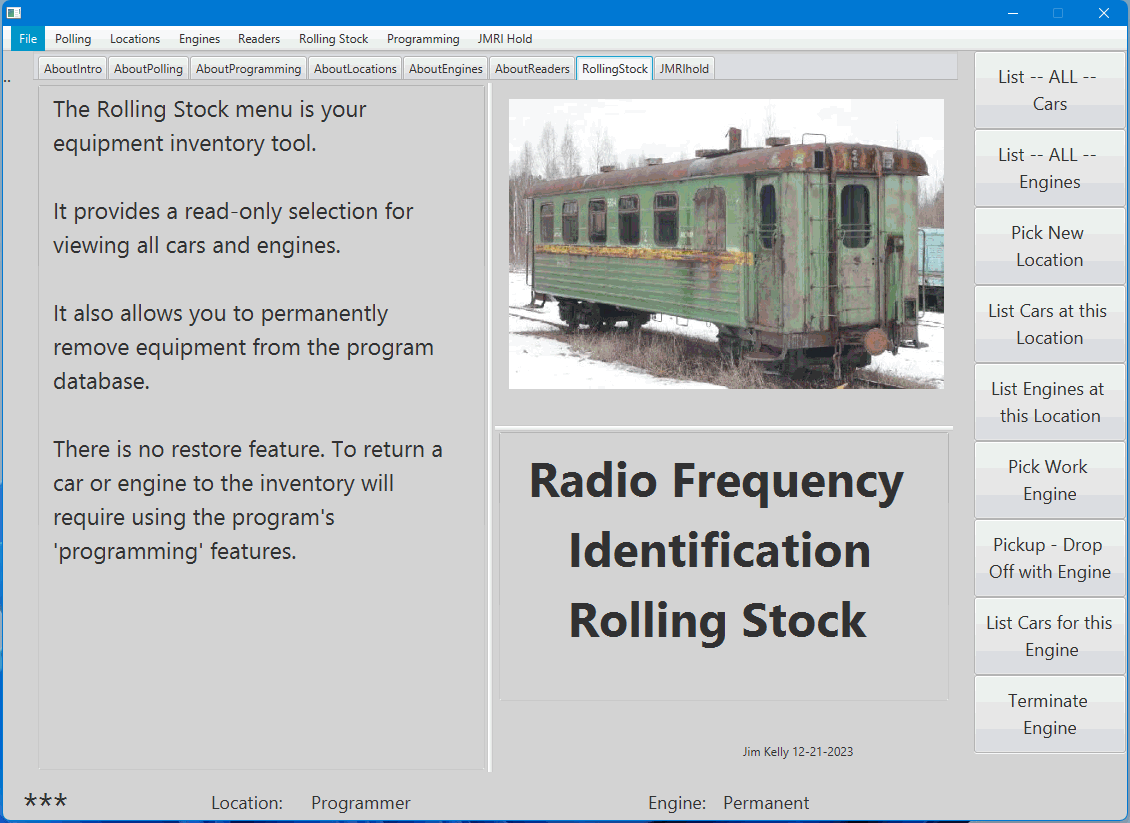 File Polling Locations Engines Readers Rolling Stock Programming JMRI Hold
AboutIntro AboutPolling AboutProgramming AboutLocations AboutEngines AboutReaders RollingStock JMRIhold
..
The Rolling Stock menu is your
equipment inventory tool.
It provides a read-only selection for
viewing all cars and engines.
It also allows you to permanently
remove equipment from the program
database.
There is no restore feature. To return a
car or engine to the inventory will
require using the program's
'programming' features.
Radio Frequency
Identification
Rolling Stock
Jim Kelly 12-21-2023
List -- ALL --
Cars
List -- ALL --
Engines
Pick New
Location
List Cars at this
Location
List Engines at
this Location
Pick Work
Engine
Pickup - Drop
Off with Engine
List Cars for this
Engine
Terminate
Engine
*** Location: Programmer Engine: Permanent